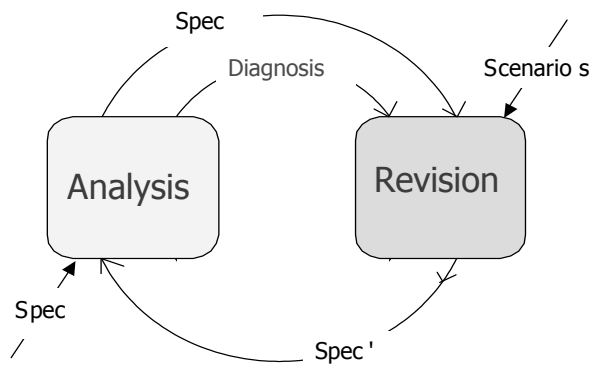 Spec
Diagnosis
Scenario s
Analysis
Revision
Spec
Spec'